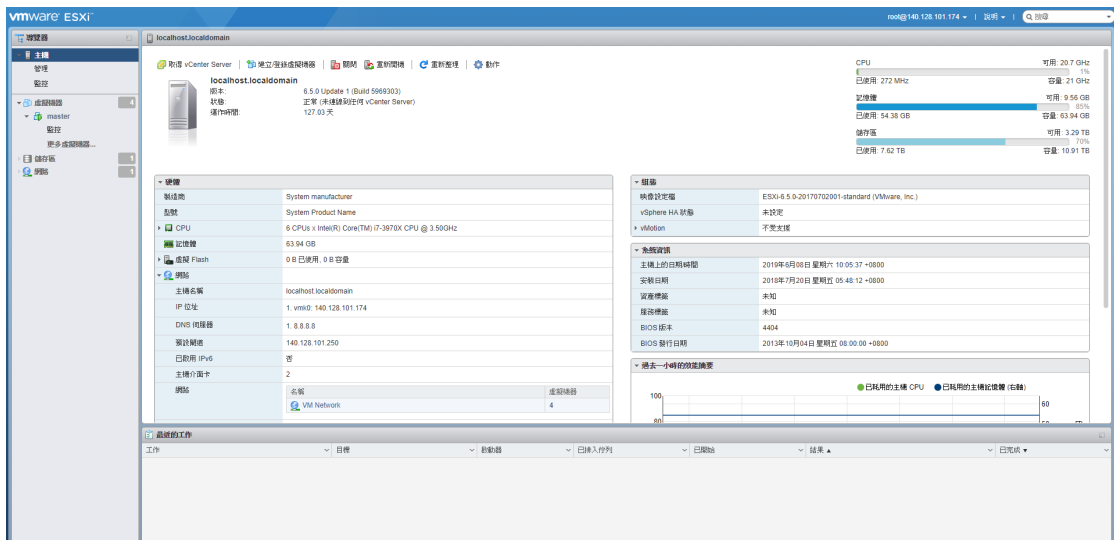 vmware ESXi
root@140.128.101.174
說明
搜尋
導覽器
主機
管理
監控
虛擬機器 4
master
監控
更多虛擬機器...
儲存區 1
網路 1
localhost.localdomain
取得 vCenter Server
建立/登錄虛擬機器
關閉
重新開機
重新整理
動作
localhost.localdomain
版本: 6.5.0 Update 1 (Build 5969303)
狀態: 正常 (未連線到任何 vCenter Server)
運作時間: 127.03 天
CPU 可用: 20.7 GHz
1%
已使用: 272 MHz 容量: 21 GHz
記憶體 可用: 9.56 GB
85%
已使用: 54.38 GB 容量: 63.94 GB
儲存區 可用: 3.29 TB
70%
已使用: 7.62 TB 容量: 10.91 TB
硬體
製造商 System manufacturer
型號 System Product Name
CPU 6 CPUs x Intel(R) Core(TM) i7-3970X CPU @ 3.50GHz
記憶體 63.94 GB
虛擬 Flash 0 B 已使用, 0 B 容量
網路
主機名稱 localhost.localdomain
IP 位址 1. vmk0: 140.128.101.174
DNS 伺服器 1. 8.8.8.8
預設閘道 140.128.101.250
已啟用 IPv6 否
主機介面卡 2
網路 名稱 虛擬機器
VM Network 4
組態
映像設定檔 ESXi-6.5.0-20170702001-standard (VMware, Inc.)
vSphere HA 狀態 未設定
vMotion 不受支援
系統資訊
主機上的日期/時間 2019年6月08日 星期六 10:05:37 +0800
安裝日期 2018年7月20日 星期五 05:48:12 +0800
資產標籤 未知
服務標籤 未知
BIOS 版本 4404
BIOS 發行日期 2013年10月04日 星期五 08:00:00 +0800
過去一小時的效能摘要
已耗用的主機 CPU 已耗用的主機記憶體 (右軸)
100
60
80
最近的工作
工作 目標 啟動器 已排入佇列 已開始 結果 已完成